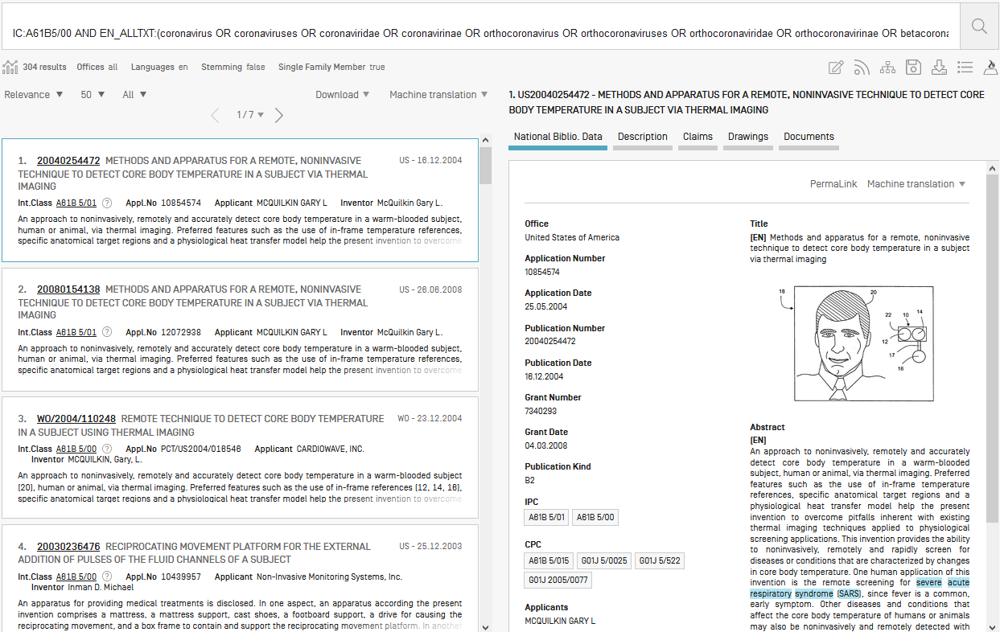 IC:A61B5/00 AND EN_ALLTXT:(coronavirus OR coronaviruses OR coronaviridae OR coronavirinae OR orthocoronavirus OR orthocoronaviruses OR orthocoronaviridae OR orthocoronavirinae OR betacorona
304 results Offices all Languages en Stemming false Single Family Member true
Relevance ▼ 50 ▼ All ▼ Download ▼ Machine translation ▼
1 / 7 ▼
1. 20040254472 METHODS AND APPARATUS FOR A REMOTE, NONINVASIVE US - 16.12.2004
TECHNIQUE TO DETECT CORE BODY TEMPERATURE IN A SUBJECT VIA THERMAL
IMAGING
Int.Class A61B 5/01 ? Appl.No 10854574 Applicant MCQUILKIN GARY L Inventor McQuilkin Gary L.
An approach to noninvasively, remotely and accurately detect core body temperature in a warm-blooded subject,
human or animal, via thermal imaging. Preferred features such as the use of in-frame temperature references,
specific anatomical target regions and a physiological heat transfer model help the present invention to overcome
2. 20080154138 METHODS AND APPARATUS FOR A REMOTE, NONINVASIVE US - 26.06.2008
TECHNIQUE TO DETECT CORE BODY TEMPERATURE IN A SUBJECT VIA THERMAL
IMAGING
Int.Class A61B 5/01 ? Appl.No 12072938 Applicant MCQUILKIN GARY L Inventor McQuilkin Gary L.
An approach to noninvasively, remotely and accurately detect core body temperature in a warm-blooded subject,
human or animal, via thermal imaging. Preferred features such as the use of in-frame temperature references,
specific anatomical target regions and a physiological heat transfer model help the present invention to overcome
3. WO/2004/110248 REMOTE TECHNIQUE TO DETECT CORE BODY TEMPERATURE WO - 23.12.2004
IN A SUBJECT USING THERMAL IMAGING
Int.Class A61B 5/00 ? Appl.No PCT/US2004/016546 Applicant CARDIOWAVE, INC.
Inventor MCQUILKIN, Gary, L.
An approach to noninvasively, remotely and accurately detect core body temperature in a warm-blooded subject
[20], human or animal, via thermal imaging. Preferred features such as the use of in-frame references [12, 14, 16],
specific anatomical target regions and a physiological heat transfer model help the present invention to overcome
4. 20030236476 RECIPROCATING MOVEMENT PLATFORM FOR THE EXTERNAL US - 25.12.2003
ADDITION OF PULSES OF THE FLUID CHANNELS OF A SUBJECT
Int.Class A61B 5/00 ? Appl.No 10439957 Applicant Non-Invasive Monitoring Systems, Inc.
Inventor Inman D. Michael
An apparatus for providing medical treatments is disclosed. In one aspect, an apparatus according the present
invention comprises a mattress, a mattress support, cast shoes, a footboard support, a drive for causing the
reciprocating movement, and a box frame to contain and support the reciprocating movement platform. In another
1. US20040254472 - METHODS AND APPARATUS FOR A REMOTE, NONINVASIVE TECHNIQUE TO DETECT CORE
BODY TEMPERATURE IN A SUBJECT VIA THERMAL IMAGING
National Biblio. Data Description Claims Drawings Documents
PermaLink Machine translation ▼
Office
United States of America
Application Number
10854574
Application Date
25.05.2004
Publication Number
20040254472
Publication Date
16.12.2004
Grant Number
7340293
Grant Date
04.03.2008
Publication Kind
B2
IPC
A61B 5/01 A61B 5/00
CPC
A61B 5/015 G01J 5/0025 G01J 5/522
G01J 2005/0077
Applicants
MCQUILKIN GARY L
Title
[EN] Methods and apparatus for a remote, noninvasive
technique to detect core body temperature in a subject
via thermal imaging
18 20 22 10 14
12
17
16
Abstract
[EN]
An approach to noninvasively, remotely and accurately
detect core body temperature in a warm-blooded
subject, human or animal, via thermal imaging. Preferred
features such as the use of in-frame temperature
references, specific anatomical target regions and a
physiological heat transfer model help the present
invention to overcome pitfalls inherent with existing
thermal imaging techniques applied to physiological
screening applications. This invention provides the ability
to noninvasively, remotely and rapidly screen for
diseases or conditions that are characterized by changes
in core body temperature. One human application of this
invention is the remote screening for severe acute
respiratory syndrome (SARS), since fever is a common,
early symptom. Other diseases and conditions that
affect the core body temperature of humans or animals
may also be noninvasively and remotely detected with